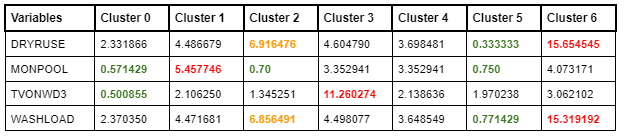 Variables Cluster 0 Cluster 1 Cluster 2 Cluster 3 Cluster 4 Cluster 5 Cluster 6
DRYRUSE 2.331866 4.486679 6.916476 4.604790 3.698481 0.333333 15.654545
MONPOOL 0.571429 5.457746 0.70 3.352941 3.352941 0.750 4.073171
TVONWD3 0.500855 2.106250 1.345251 11.260274 2.138636 1.970238 3.062102
WASHLOAD 2.370350 4.471681 6.856491 4.498077 3.648549 0.771429 15.319192